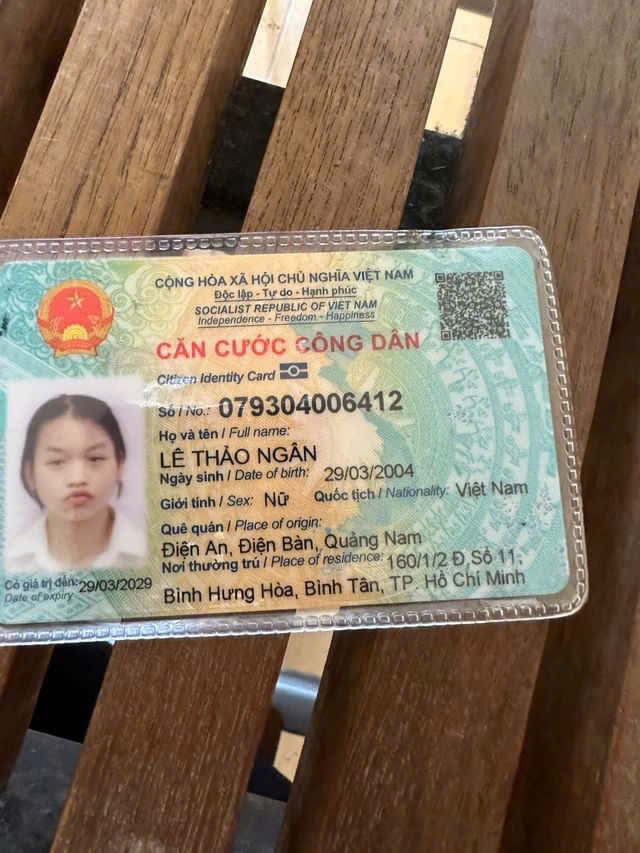 CỘNG HÒA XÃ HỘI CHỦ NGHĨA VIỆT NAM
Độc lập - Tự do - Hạnh phúc
SOCIALIST REPUBLIC OF VIET NAM
Independence - Freedom - Happiness
CĂN CƯỚC CÔNG DÂN
Citizen Identity Card
Số / No.: 079304006412
Họ và tên / Full name:
LÊ THẢO NGÂN
Ngày sinh / Date of birth: 29/03/2004
Giới tính / Sex: Nữ Quốc tịch / Nationality: Việt Nam
Quê quán / Place of origin:
Điện An, Điện Bàn, Quảng Nam
Nơi thường trú / Place of residence: 160/1/2 Đ.Số 11,
Bình Hưng Hòa, Bình Tân, TP. Hồ Chí Minh
Có giá trị đến: 29/03/2029
Date of expiry